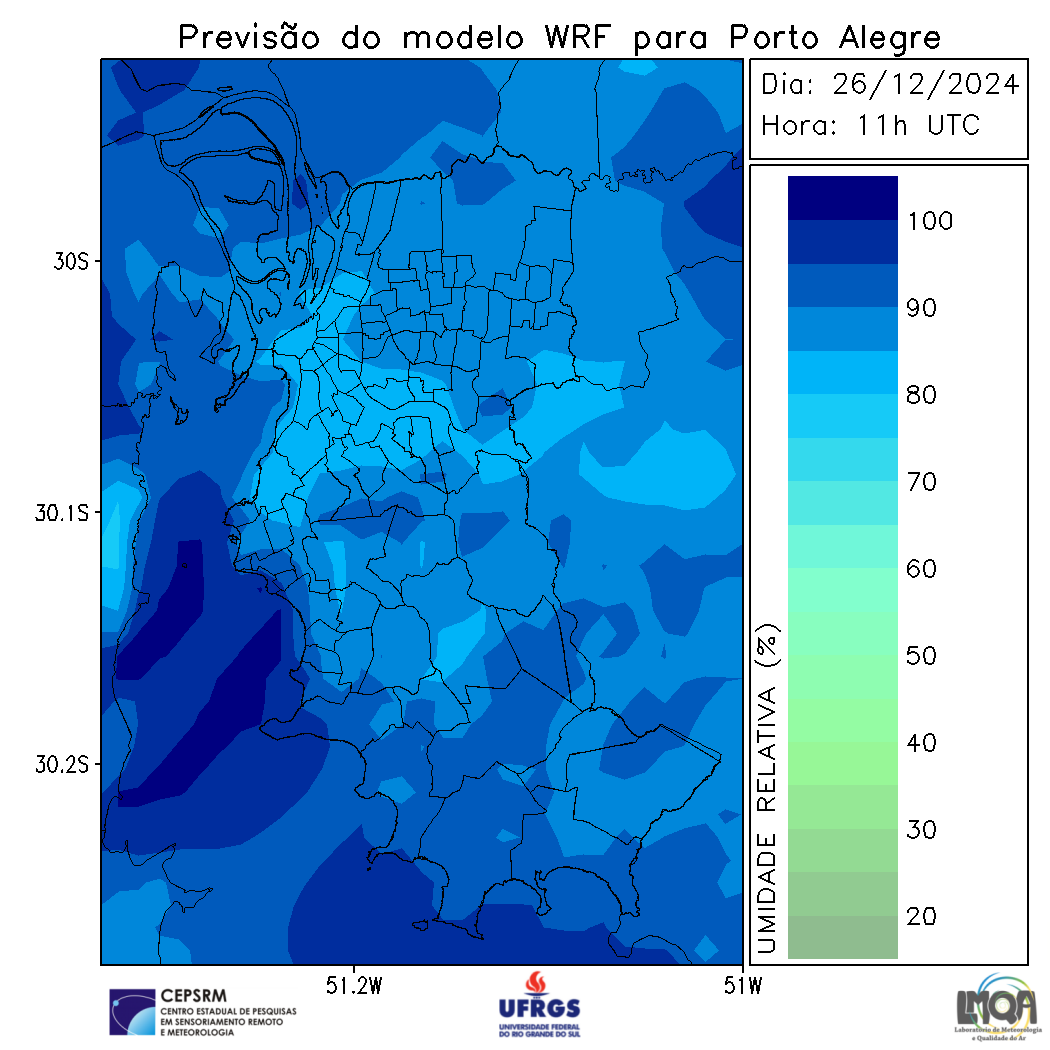 Previsão do modelo WRF para Porto Alegre
Dia: 26/12/2024
Hora: 11h UTC
30S
30.1S
30.2S
51.2W
51W
100
90
80
70
60
50
40
30
20
UMIDADE RELATIVA (%)
CEPSRM
CENTRO ESTADUAL DE PESQUISAS
EM SENSORIAMENTO REMOTO
E METEOROLOGIA
UFRGS
UNIVERSIDADE FEDERAL
DO RIO GRANDE DO SUL
LMQA
Laboratório de Meteorologia
e Qualidade do Ar